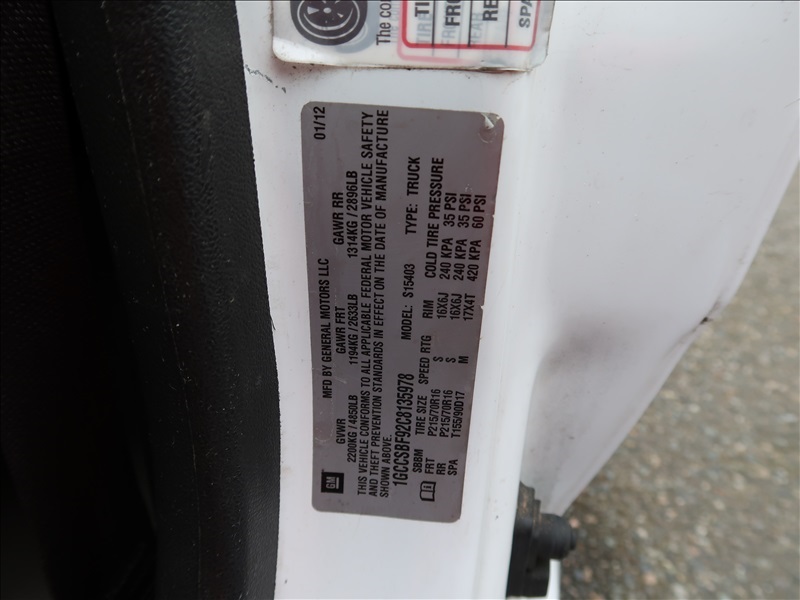 The co
TI
FRO
RE
SPA
01/12
MFD BY GENERAL MOTORS LLC
GVWR GAWR FRT GAWR RR
2200KG / 4850LB 1194KG / 2633LB 1314KG / 2896LB
THIS VEHICLE CONFORMS TO ALL APPLICABLE FEDERAL MOTOR VEHICLE SAFETY
AND THEFT PREVENTION STANDARDS IN EFFECT ON THE DATE OF MANUFACTURE
SHOWN ABOVE.
1GCCSBF92C8135978 MODEL: S15403 TYPE: TRUCK
SBBM TIRE SIZE SPEED RTG RIM COLD TIRE PRESSURE
FRT P215/70R16 S 16X6J 240 KPA 35 PSI
RR P215/70R16 S 16X6J 240 KPA 35 PSI
SPA T155/90D17 M 17X4T 420 KPA 60 PSI
GM